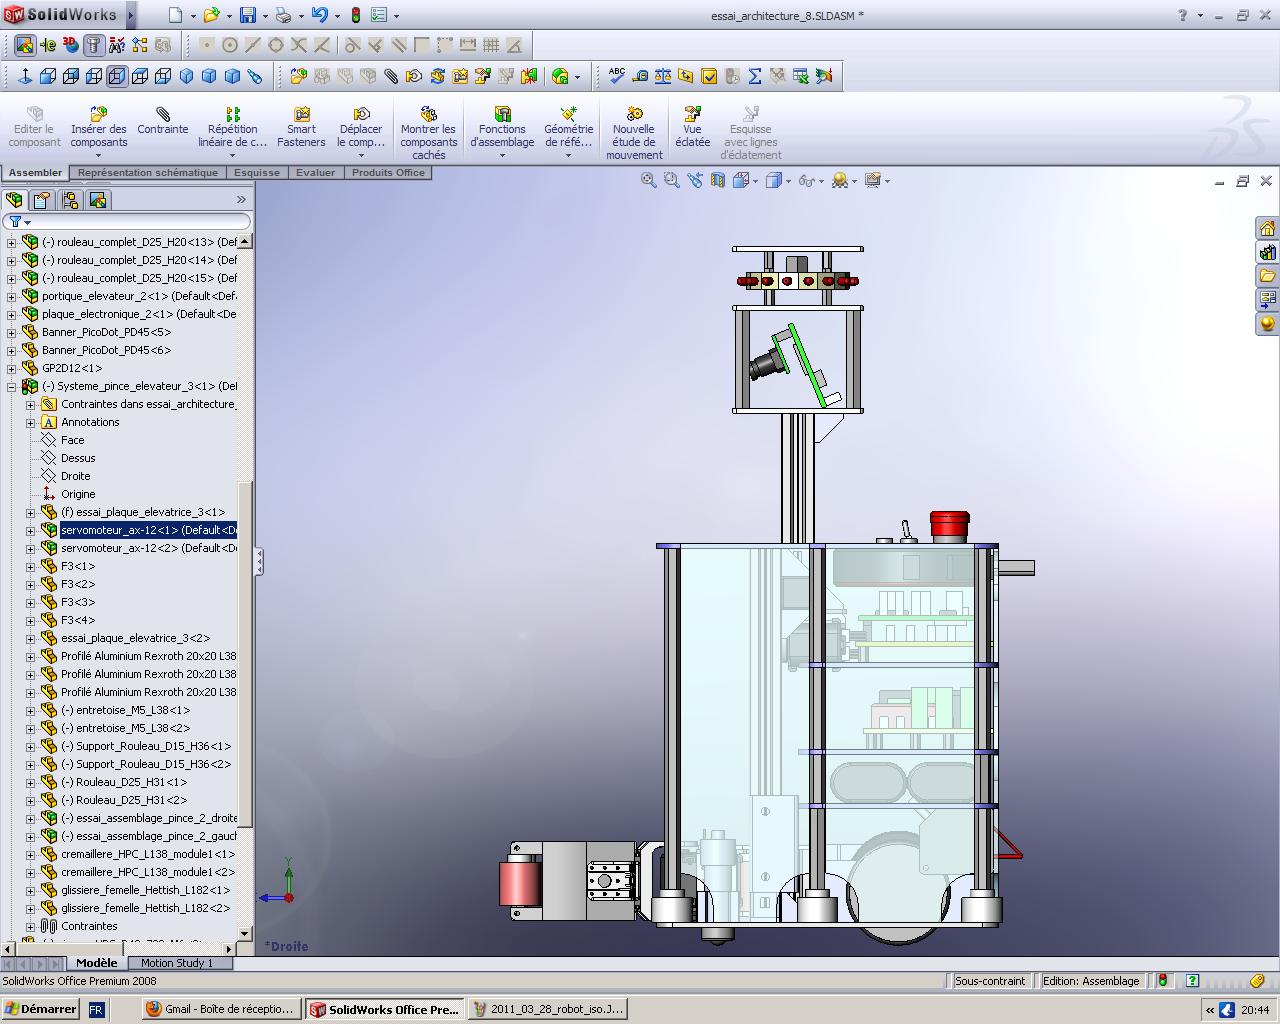 SolidWorks
essai_architecture_8.SLDASM *
Editer le composant
Insérer des composants
Contrainte
Répétition linéaire de c...
Smart Fasteners
Déplacer le comp...
Montrer les composants cachés
Fonctions d'assemblage
Géométrie de réfé...
Nouvelle étude de mouvement
Vue éclatée
Esquisse avec lignes d'éclatement
Assembler
Représentation schématique
Esquisse
Evaluer
Produits Office
(-) rouleau_complet_D25_H20<13> (Def
(-) rouleau_complet_D25_H20<14> (Def
(-) rouleau_complet_D25_H20<15> (Def
portique_elevateur_2<1> (Default<Defa
plaque_electronique_2<1> (Default<De
Banner_PicoDot_PD45<5>
Banner_PicoDot_PD45<6>
GP2D12<1>
(-) Systeme_pince_elevateur_3<1> (Del
Contraintes dans essai_architecture_
Annotations
Face
Dessus
Droite
Origine
(f) essai_plaque_elevatrice_3<1>
servomoteur_ax-12<1> (Default<De
servomoteur_ax-12<2> (Default<De
F3<1>
F3<2>
F3<3>
F3<4>
essai_plaque_elevatrice_3<2>
Profilé Aluminium Rexroth 20x20 L38
Profilé Aluminium Rexroth 20x20 L38
Profilé Aluminium Rexroth 20x20 L38
(-) entretoise_M5_L38<1>
(-) entretoise_M5_L38<2>
(-) Support_Rouleau_D15_H36<1>
(-) Support_Rouleau_D15_H36<2>
(-) Rouleau_D25_H31<1>
(-) Rouleau_D25_H31<2>
(-) essai_assemblage_pince_2_droite
(-) essai_assemblage_pince_2_gauch
cremaillere_HPC_L138_module1<1>
cremaillere_HPC_L138_module1<2>
glissiere_femelle_Hettish_L182<1>
glissiere_femelle_Hettish_L182<2>
Contraintes
Y
*Droite
Modèle
Motion Study 1
SolidWorks Office Premium 2008
Sous-contraint
Edition: Assemblage
Démarrer
FR
Gmail - Boîte de réceptio...
SolidWorks Office Pre...
2011_03_28_robot_iso.J...
20:44